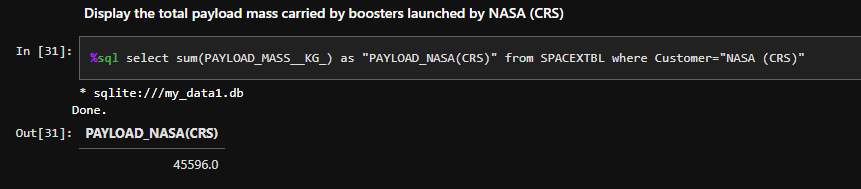 Display the total payload mass carried by boosters launched by NASA (CRS)
In [31]: %sql select sum(PAYLOAD_MASS__KG_) as "PAYLOAD_NASA(CRS)" from SPACEXTBL where Customer="NASA (CRS)"
* sqlite:///my_data1.db
Done.
Out[31]: PAYLOAD_NASA(CRS)
45596.0